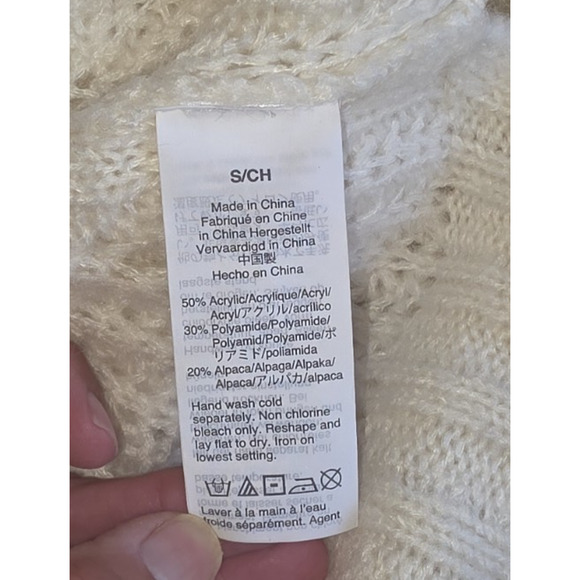 S/CH
Made in China
Fabriqué en Chine
in China Hergestellt
Vervaardigd in China
中国製
Hecho en China
50% Acrylic/Acrylique/Acryl/
Acryl/アクリル/acrílico
30% Polyamide/Polyamide/
Polyamid/Polyamide/ポ
リアミド/poliamida
20% Alpaca/Alpaga/Alpaka/
Alpaca/アルパカ/alpaca
Hand wash cold
separately. Non chlorine
bleach only. Reshape and
lay flat to dry. Iron on
lowest setting.
Laver à la main à l'eau
froide séparément. Agent